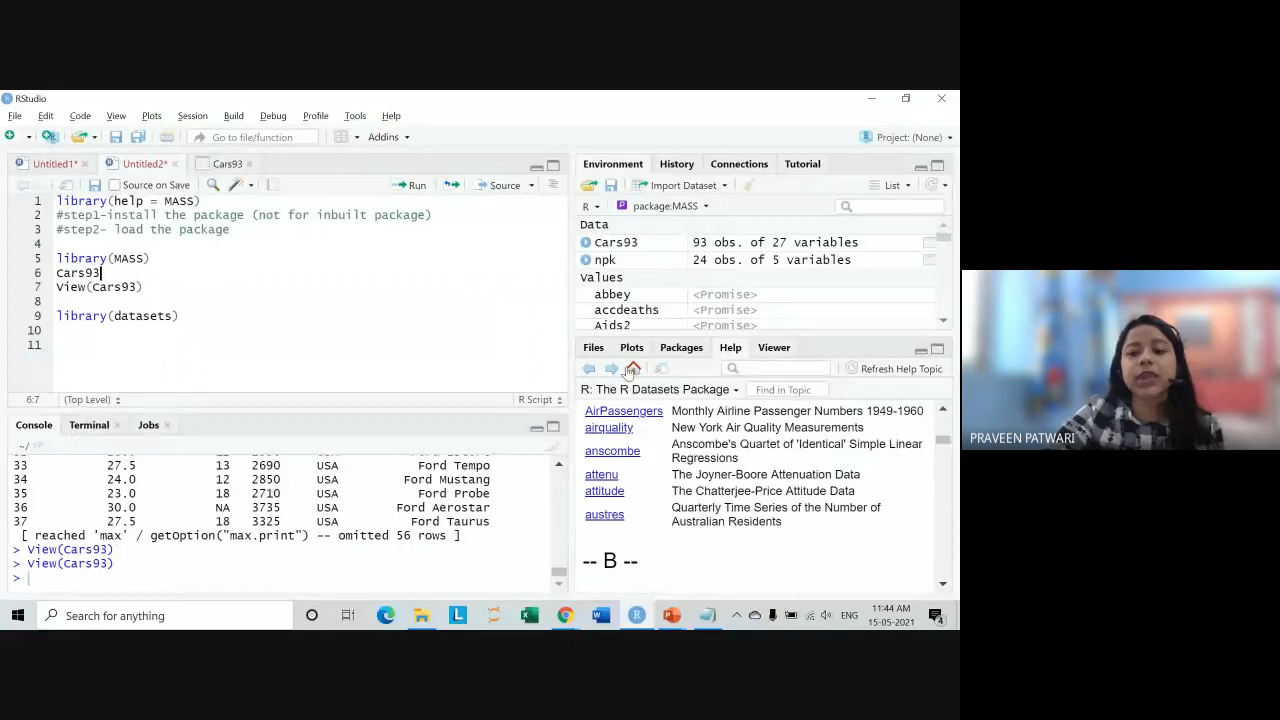 RStudio
File Edit Code View Plots Session Build Debug Profile Tools Help
Go to file/function Addins Project: (None)
Untitled1* Untitled2* Cars93
Source on Save Run Source
1 library(help = MASS)
2 #step1-install the package (not for inbuilt package)
3 #step2- load the package
4
5 library(MASS)
6 Cars93
7 View(Cars93)
8
9 library(datasets)
10
11
6:7 (Top Level) R Script
Console Terminal Jobs
~/
33 27.5 13 2690 USA Ford Tempo
34 24.0 12 2850 USA Ford Mustang
35 23.0 18 2710 USA Ford Probe
36 30.0 NA 3735 USA Ford Aerostar
37 27.5 18 3325 USA Ford Taurus
[ reached 'max' / getOption("max.print") -- omitted 56 rows ]
> View(Cars93)
> View(Cars93)
>
Environment History Connections Tutorial
Import Dataset List
R package:MASS
Data
Cars93 93 obs. of 27 variables
npk 24 obs. of 5 variables
Values
abbey <Promise>
accdeaths <Promise>
Aids2 <Promise>
Files Plots Packages Help Viewer
Refresh Help Topic
R: The R Datasets Package Find in Topic
AirPassengers Monthly Airline Passenger Numbers 1949-1960
airquality New York Air Quality Measurements
anscombe Anscombe's Quartet of 'Identical' Simple Linear
Regressions
attenu The Joyner-Boore Attenuation Data
attitude The Chatterjee-Price Attitude Data
austres Quarterly Time Series of the Number of
Australian Residents
-- B --
Search for anything
ENG
11:44 AM
15-05-2021
4
PRAVEEN PATWARI